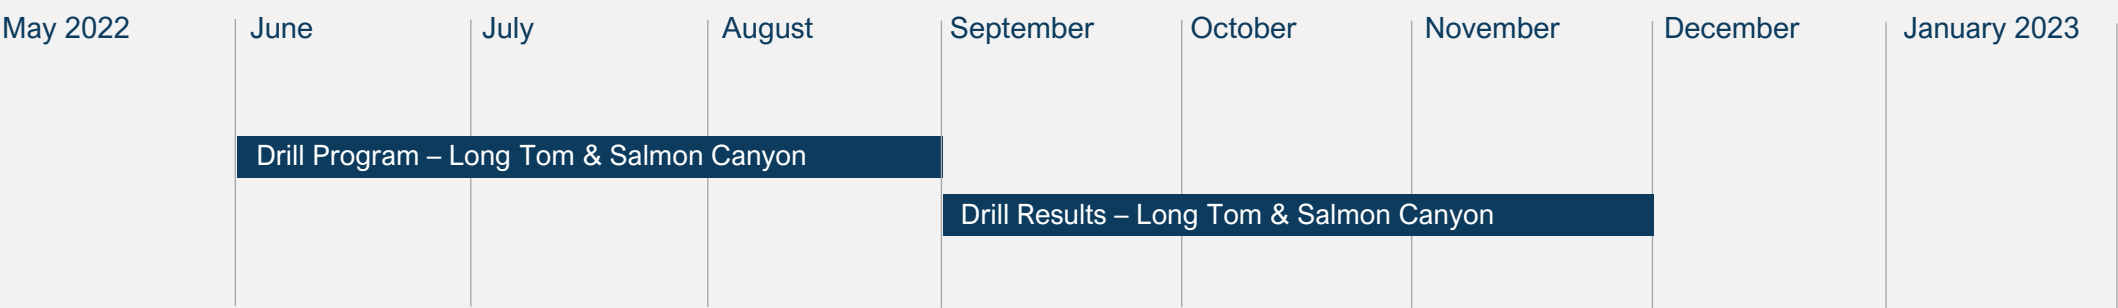 May 2022 June July August September October November December January 2023
Drill Program – Long Tom & Salmon Canyon
Drill Results – Long Tom & Salmon Canyon